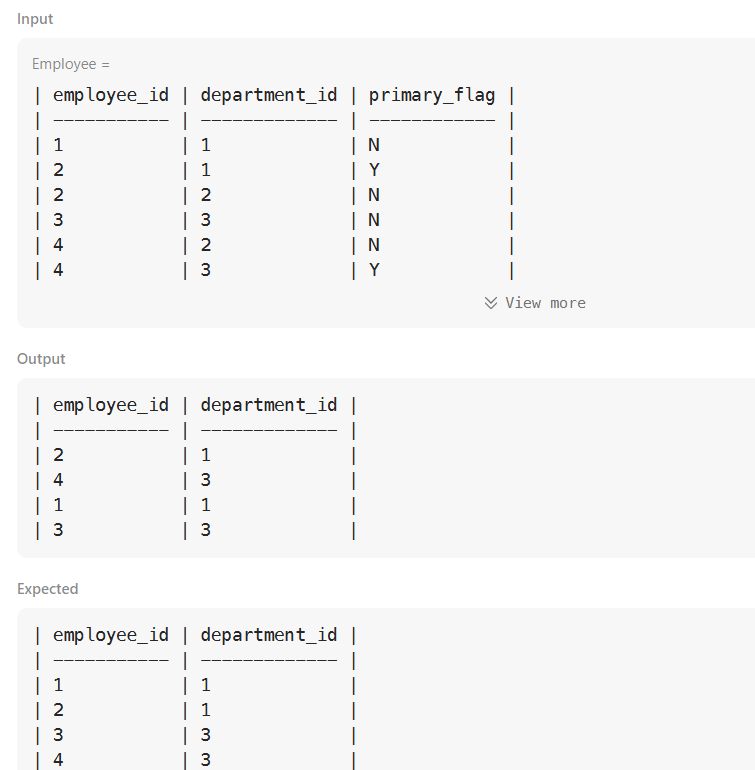 Input
Employee =
| employee_id | department_id | primary_flag |
| ----------- | ------------- | ------------ |
| 1           | 1             | N            |
| 2           | 1             | Y            |
| 2           | 2             | N            |
| 3           | 3             | N            |
| 4           | 2             | N            |
| 4           | 3             | Y            |
View more
Output
| employee_id | department_id |
| ----------- | ------------- |
| 2           | 1             |
| 4           | 3             |
| 1           | 1             |
| 3           | 3             |
Expected
| employee_id | department_id |
| ----------- | ------------- |
| 1           | 1             |
| 2           | 1             |
| 3           | 3             |
| 4           | 3             |